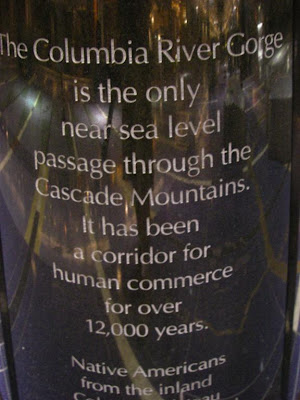 The Columbia River Gorge
is the only
near sea level
passage through the
Cascade Mountains.
It has been
a corridor for
human commerce
for over
12,000 years.
Native Americans
from the inland